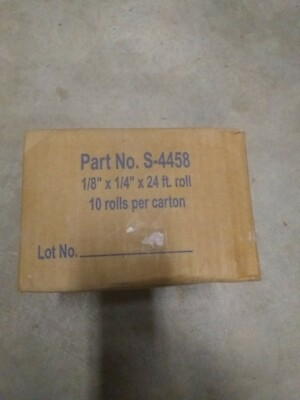 Part No. S-4458
1/8" x 1/4" x 24 ft. roll
10 rolls per carton
Lot No.